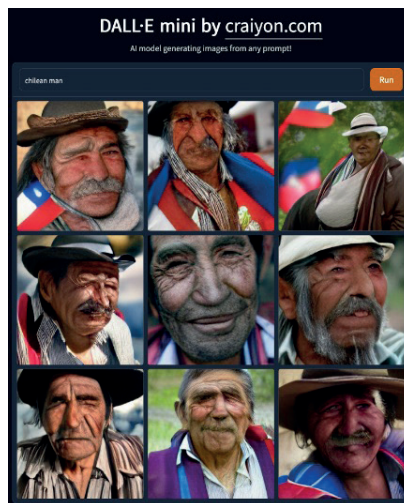 DALL·E mini by craiyon.com
AI model generating images from any prompt!
chilean man
Run